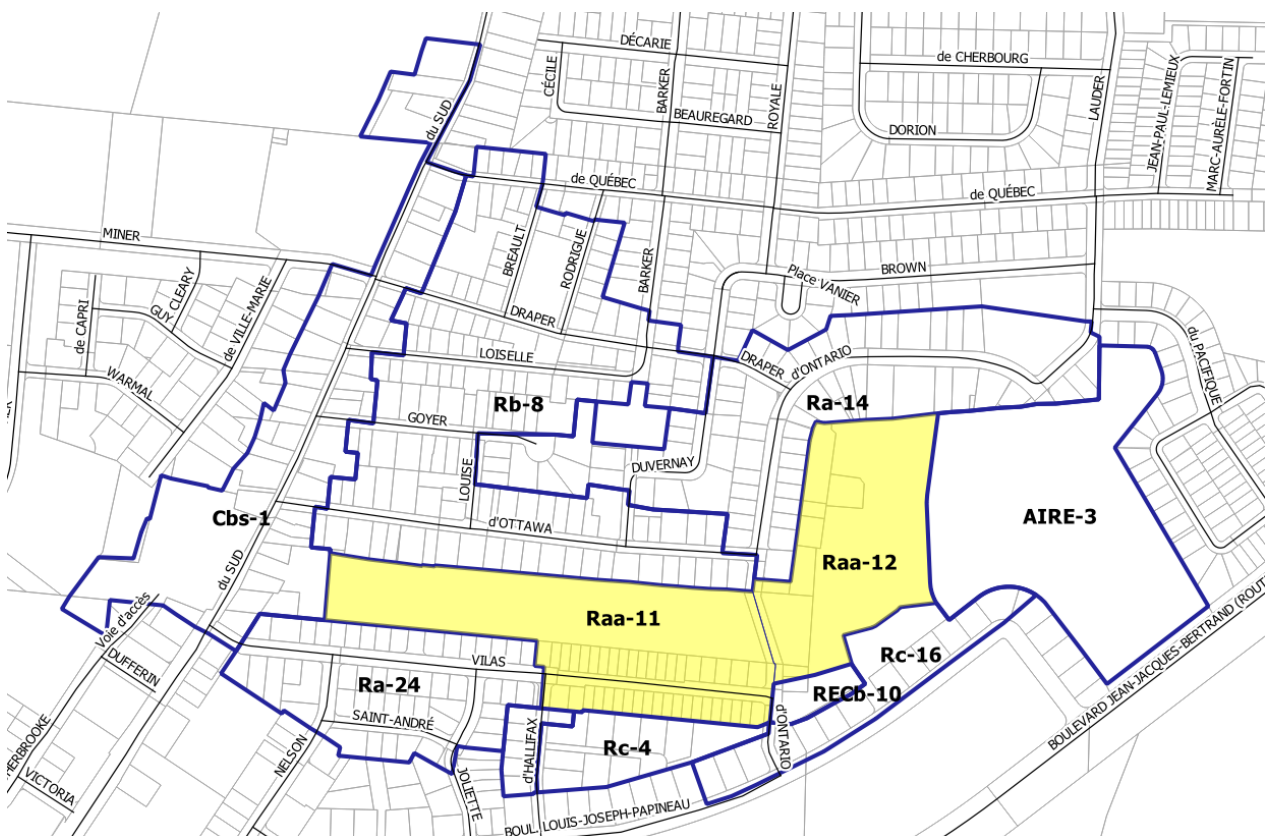 DÉCARIE
de CHERBOURG
CÉCILE
BARKER
ROYALE
LAUDER
JEAN-PAUL-LEMIEUX
MARC-AURÈLE-FORTIN
BEAUREGARD
DORION
du SUD
de QUÉBEC
de QUÉBEC
MINER
BREAULT
RODRIGUE
BARKER
Place VANIER
BROWN
GUY
CLEARY
de VILLE-MARIE
de CAPRI
DRAPER
du PACIFIQUE
LOISELLE
DRAPER
d'ONTARIO
WARMAL
Rb-8
Ra-14
GOYER
DUVERNAY
LOUISE
Cbs-1
d'OTTAWA
AIRE-3
du SUD
Raa-12
Voie d'accès
Raa-11
DUFFERIN
VILAS
Rc-16
Ra-24
RECb-10
SAINT-ANDRÉ
d'HALLIFAX
Rc-4
d'ONTARIO
BOULEVARD JEAN-JACQUES-BERTRAND (ROUT
HERBROOKE
NELSON
JOLIETTE
VICTORIA
BOUL. LOUIS-JOSEPH-PAPINEAU